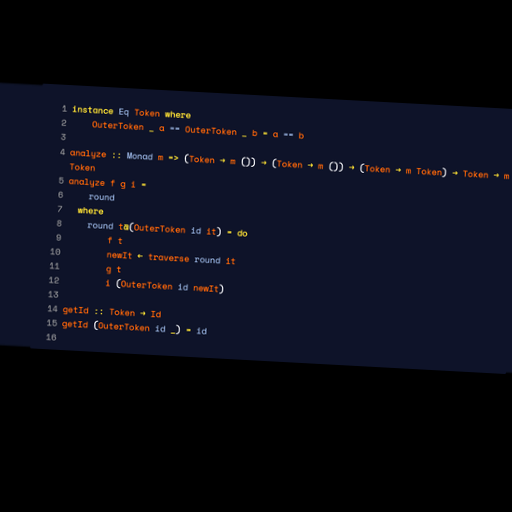 1 instance Eq Token where
2 OuterToken _ a == OuterToken _ b = a == b
3
4 analyze :: Monad m => (Token → m ()) → (Token → m ()) → (Token → m Token) → Token → m
Token
5 analyze f g i =
6 round
7 where
8 round t@(OuterToken id it) = do
9 f t
10 newIt ← traverse round it
11 g t
12 i (OuterToken id newIt)
13
14 getId :: Token → Id
15 getId (OuterToken id _) = id
16